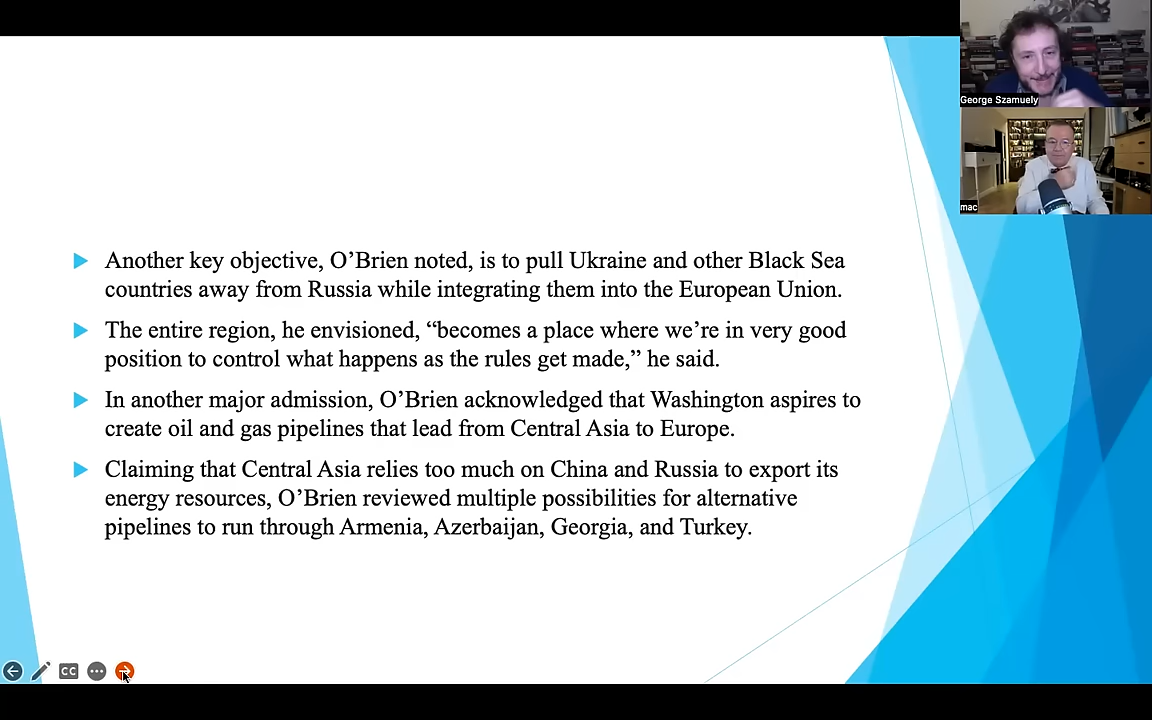 George Szamuely
mac
Another key objective, O’Brien noted, is to pull Ukraine and other Black Sea
countries away from Russia while integrating them into the European Union.
The entire region, he envisioned, “becomes a place where we’re in very good
position to control what happens as the rules get made,” he said.
In another major admission, O’Brien acknowledged that Washington aspires to
create oil and gas pipelines that lead from Central Asia to Europe.
Claiming that Central Asia relies too much on China and Russia to export its
energy resources, O’Brien reviewed multiple possibilities for alternative
pipelines to run through Armenia, Azerbaijan, Georgia, and Turkey.
CC